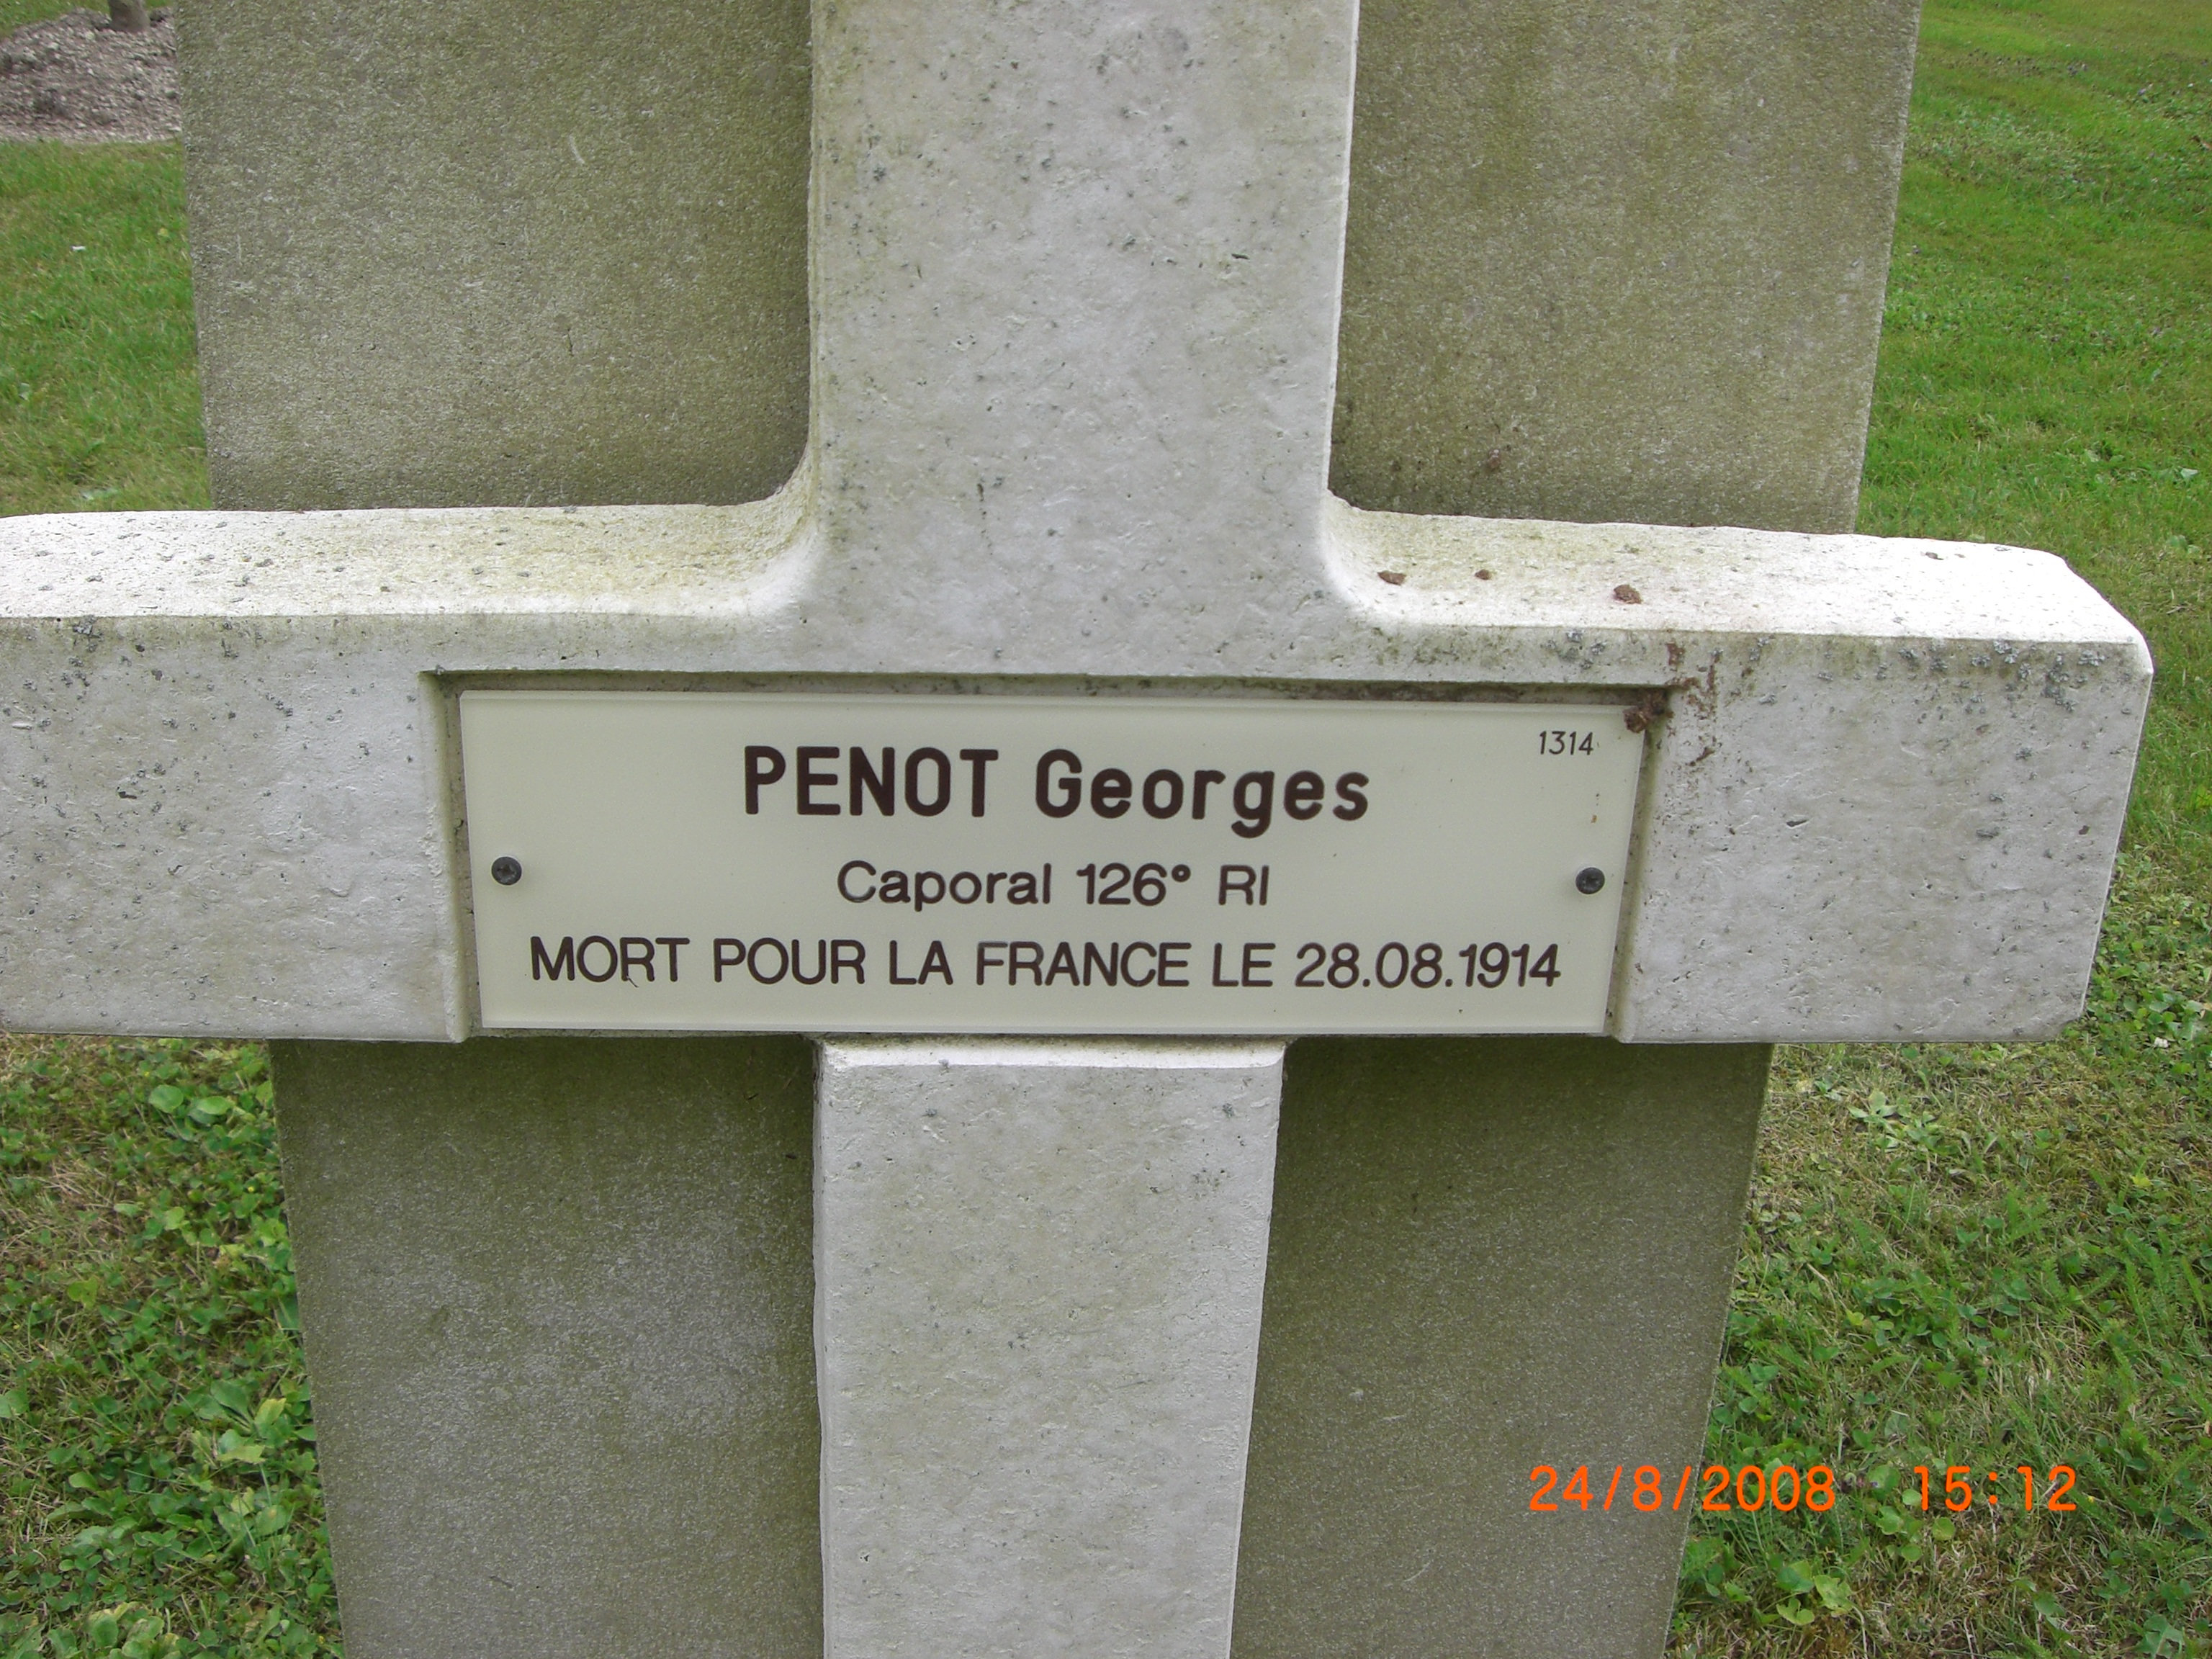 1314
PENOT Georges
Caporal 126° RI
MORT POUR LA FRANCE LE 28.08.1914
24/8/2008 15:12